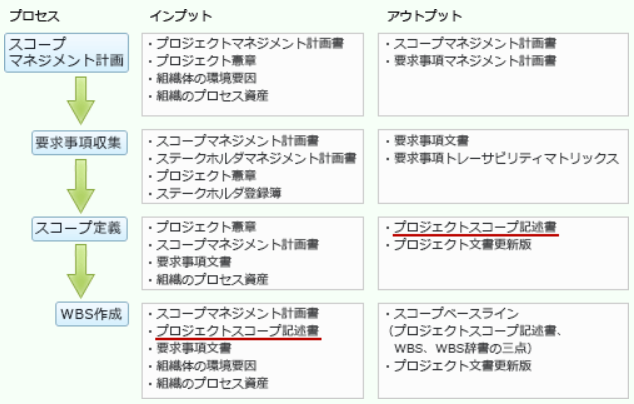 プロセス インプット アウトプット
スコープ
マネジメント計画
・プロジェクトマネジメント計画書
・プロジェクト憲章
・組織体の環境要因
・組織のプロセス資産
・スコープマネジメント計画書
・要求事項マネジメント計画書
要求事項収集
・スコープマネジメント計画書
・ステークホルダマネジメント計画書
・プロジェクト憲章
・ステークホルダ登録簿
・要求事項文書
・要求事項トレーサビリティマトリックス
スコープ定義
・プロジェクト憲章
・スコープマネジメント計画書
・要求事項文書
・組織のプロセス資産
・プロジェクトスコープ記述書
・プロジェクト文書更新版
WBS作成
・スコープマネジメント計画書
・プロジェクトスコープ記述書
・要求事項文書
・組織体の環境要因
・組織のプロセス資産
・スコープベースライン
（プロジェクトスコープ記述書、
WBS、WBS辞書の三点）
・プロジェクト文書更新版